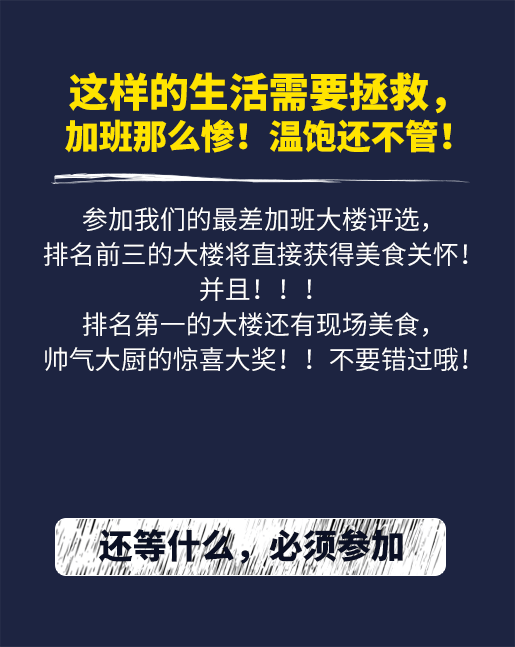 这样的生活需要拯救，
加班那么惨！温饱还不管！
参加我们的最差加班大楼评选，
排名前三的大楼将直接获得美食关怀！
并且！！！
排名第一的大楼还有现场美食，
帅气大厨的惊喜大奖！！不要错过哦！
还等什么，必须参加